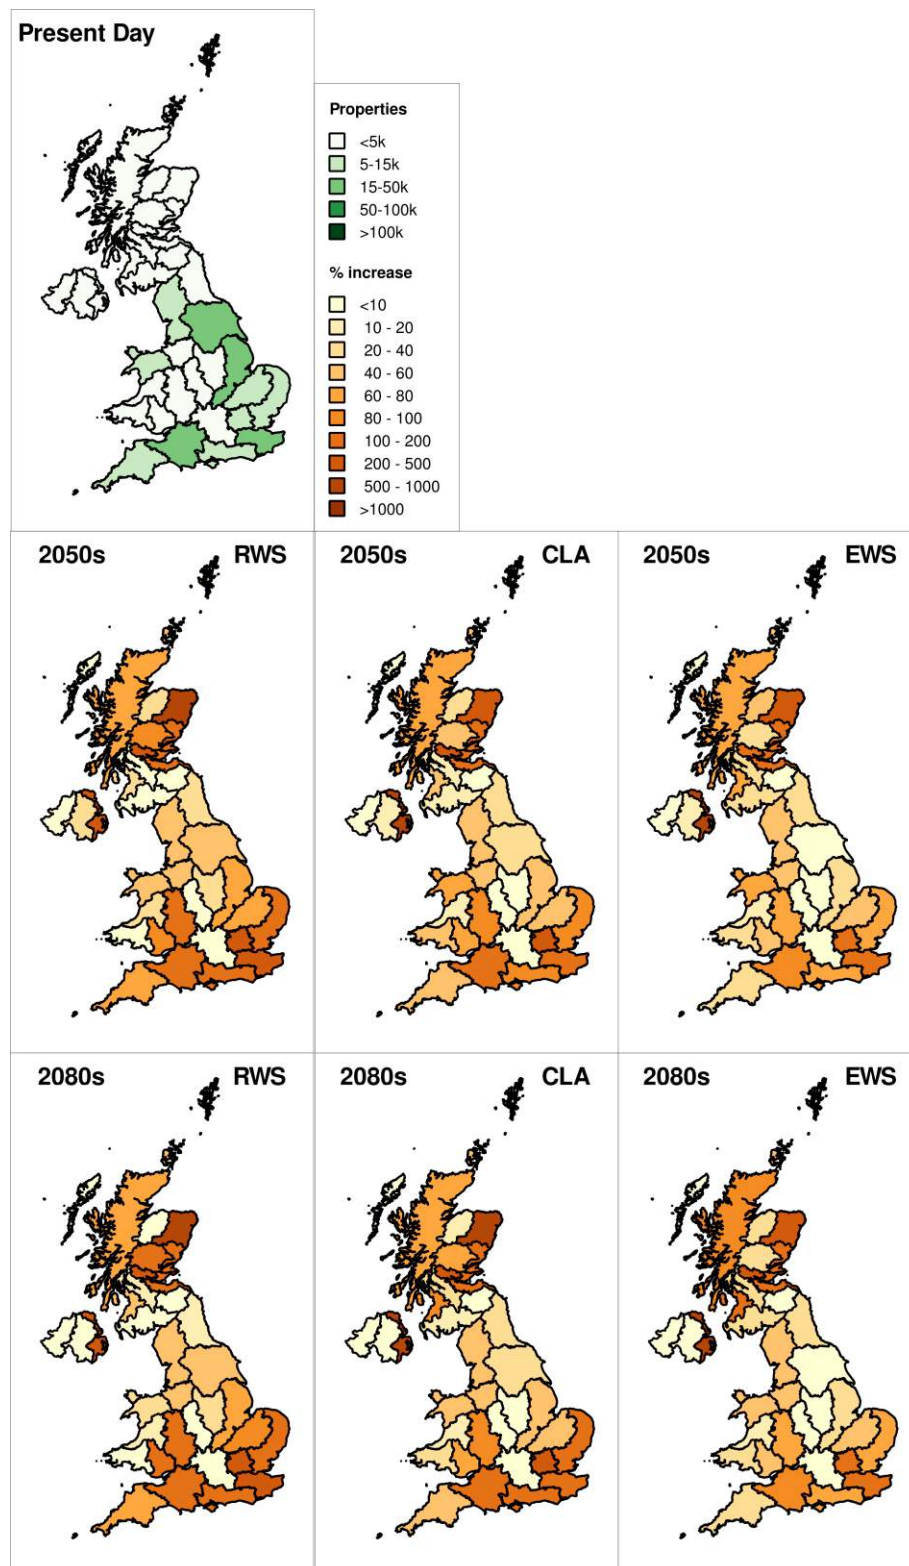 Present Day
Properties
<5k
5-15k
15-50k
50-100k
>100k
% increase
<10
10 - 20
20 - 40
40 - 60
60 - 80
80 - 100
100 - 200
200 - 500
500 - 1000
>1000
2050s RWS
2050s CLA
2050s EWS
2080s RWS
2080s CLA
2080s EWS